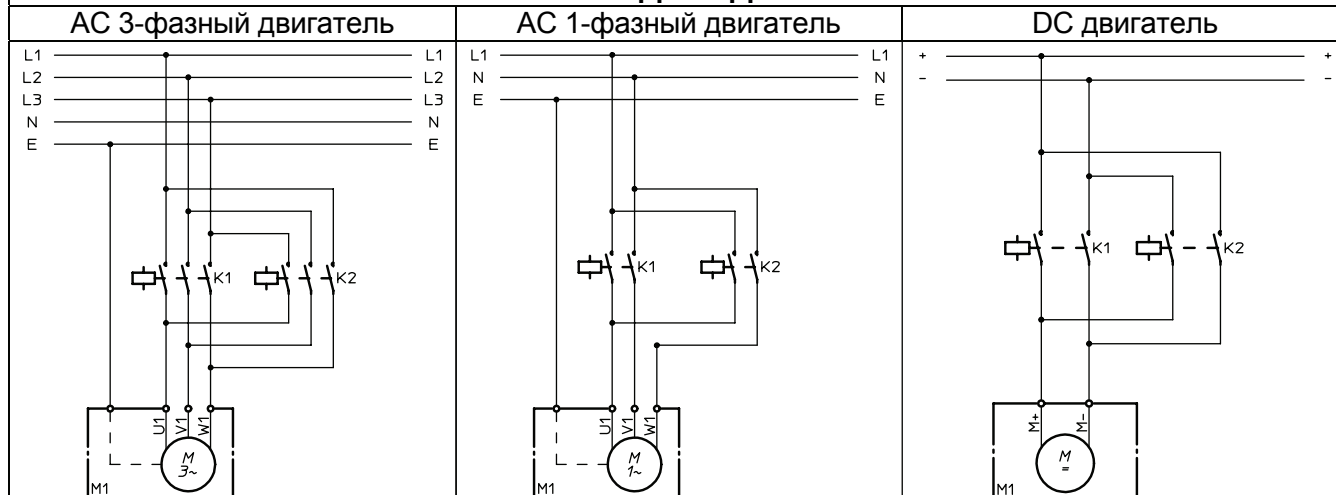 АС 3-фазный двигатель
L1 L1
L2 L2
L3 L3
N N
E E
K1 K2
U1 V1 W1
M
3~
M1
АС 1-фазный двигатель
L1 L1
N N
E E
K1 K2
U1 V1 W1
M
1~
M1
DC двигатель
+ +
- -
K1 K2
M+ M-
M
=
M1